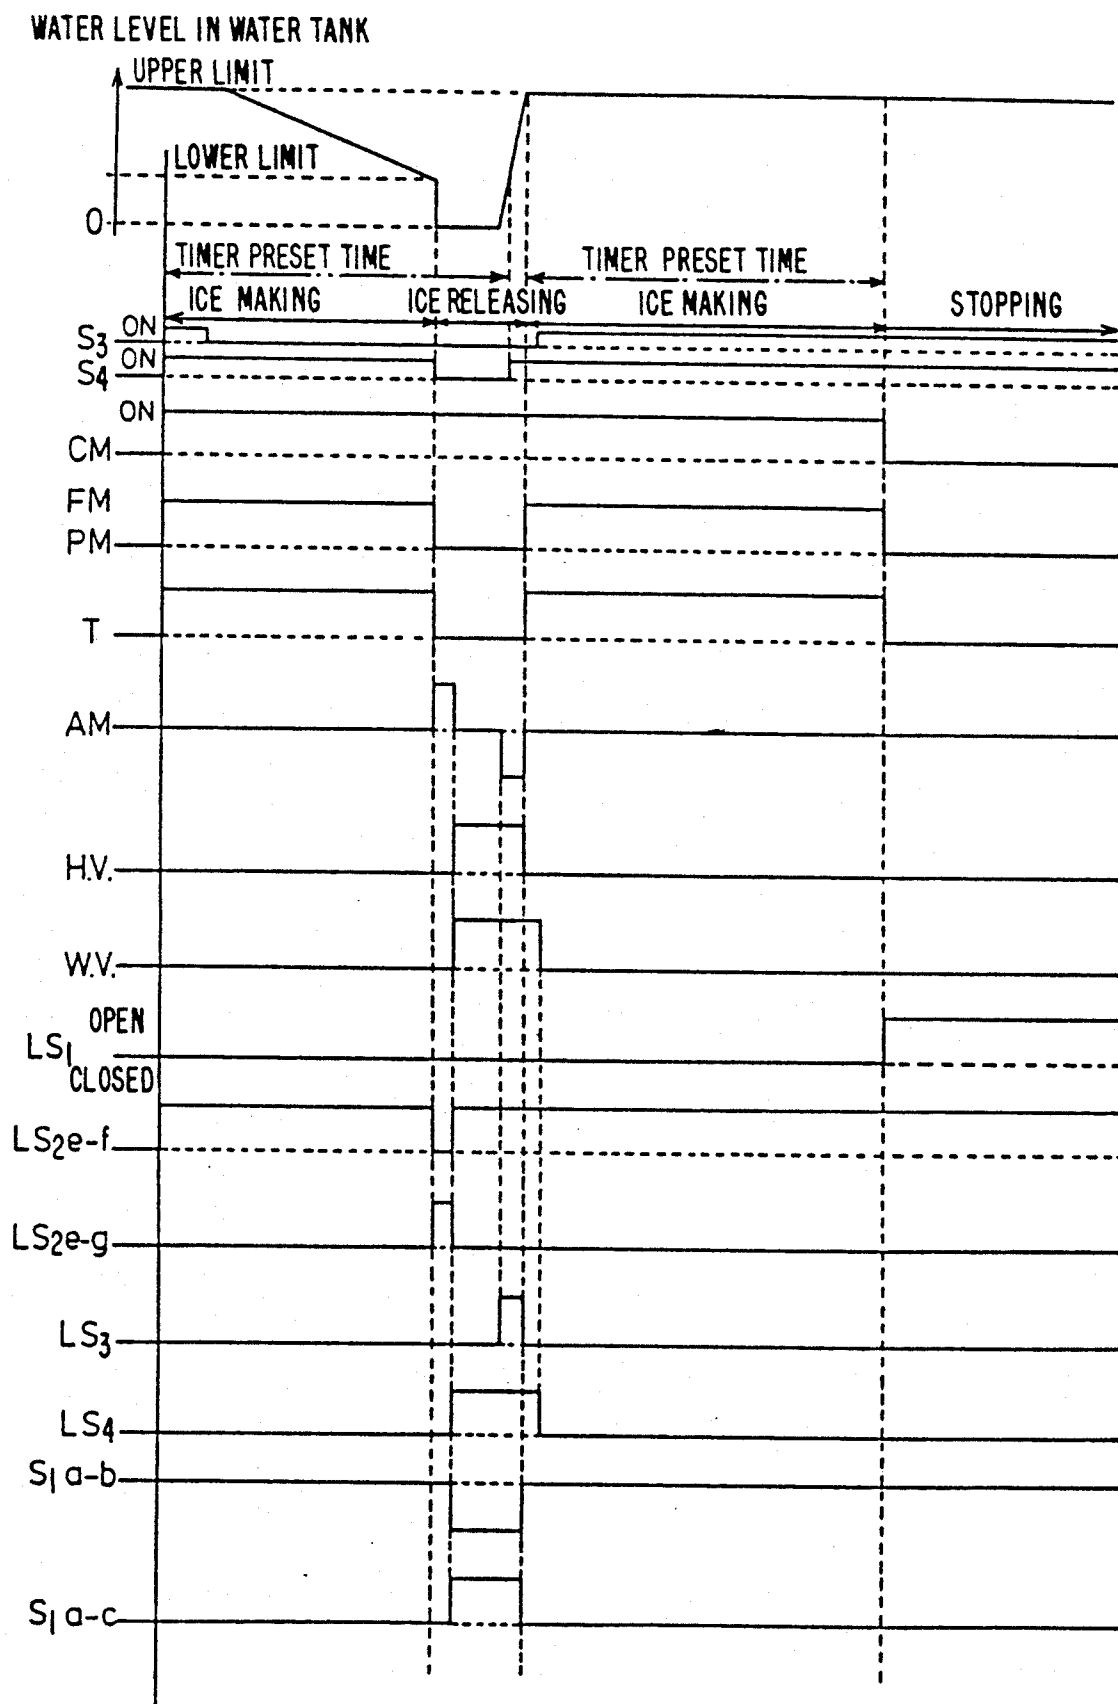 WATER LEVEL IN WATER TANK
UPPER LIMIT
LOWER LIMIT
0
TIMER PRESET TIME
TIMER PRESET TIME
ICE MAKING
ICE RELEASING
ICE MAKING
STOPPING
ON
S3
ON
S4
ON
CM
FM
PM
T
AM
H.V.
W.V.
OPEN
LS1
CLOSED
LS2e-f
LS2e-g
LS3
LS4
S1 a-b
S1 a-c